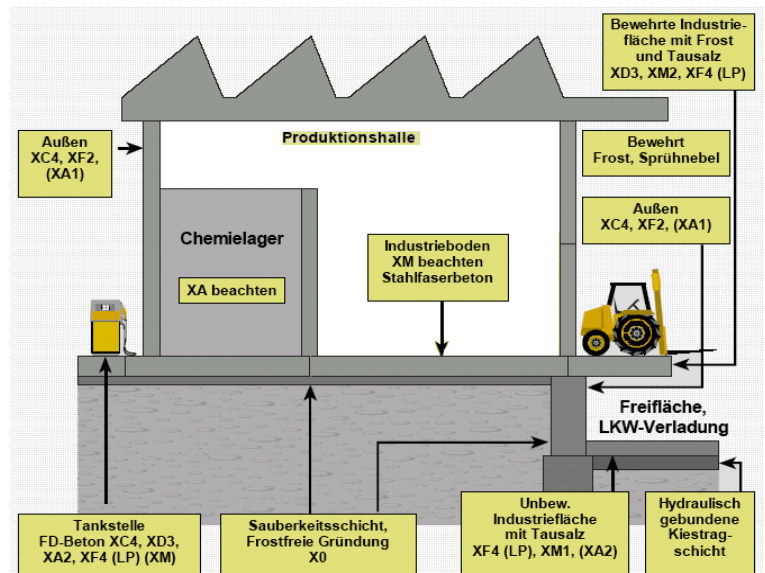 Bewehrte Industrie-
fläche mit Frost
und Tausalz
XD3, XM2, XF4 (LP)
Außen
XC4, XF2,
(XA1)
Produktionshalle
Bewehrt
Frost, Sprühnebel
Außen
XC4, XF2, (XA1)
Chemielager
XA beachten
Industrieboden
XM beachten
Stahlfaserbeton
Freifläche,
LKW-Verladung
Tankstelle
FD-Beton XC4, XD3,
XA2, XF4 (LP) (XM)
Sauberkeitsschicht,
Frostfreie Gründung
X0
Unbew.
Industriefläche
mit Tausalz
XF4 (LP), XM1, (XA2)
Hydraulisch
gebundene
Kiestrag-
schicht